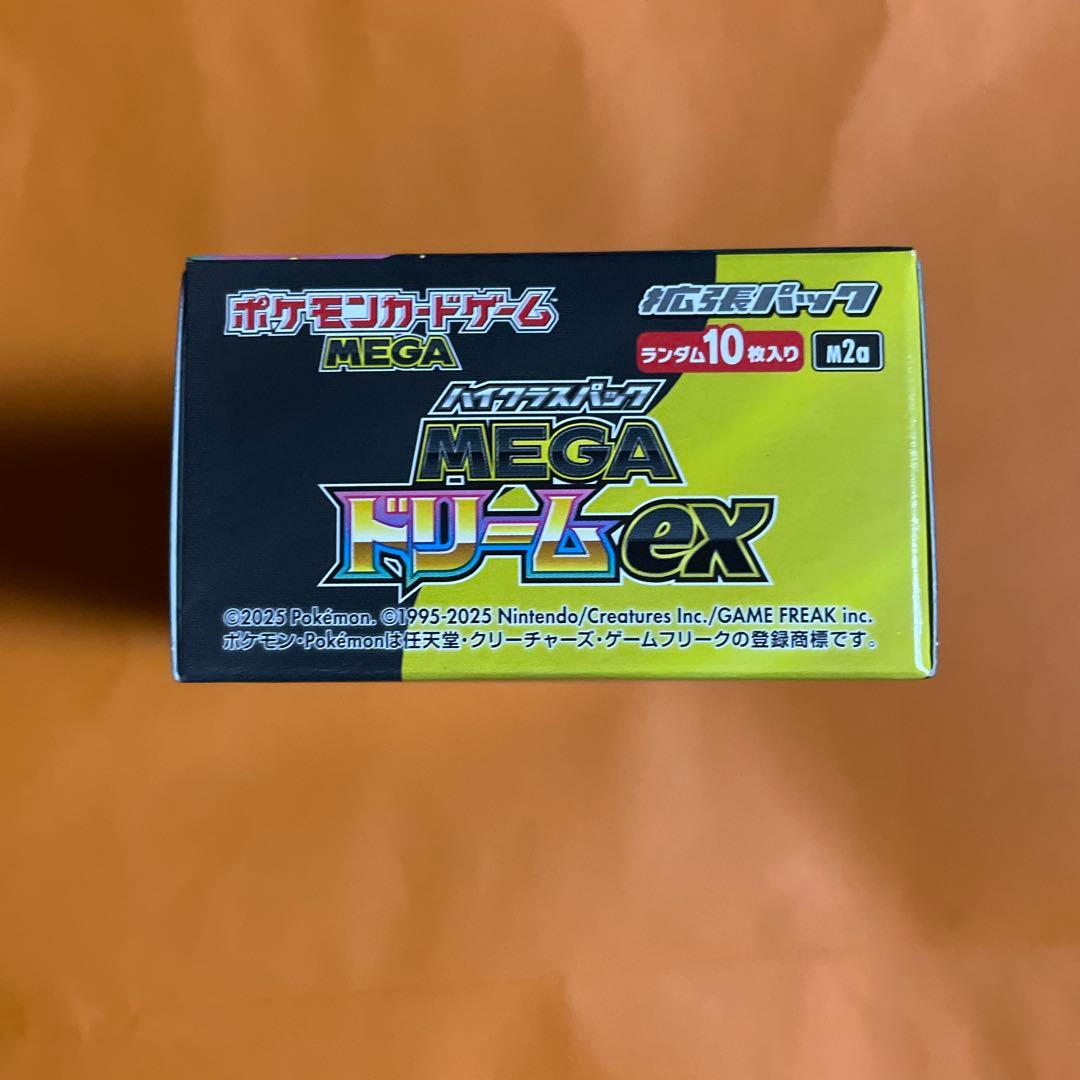 ポケモンカードゲーム™
MEGA
拡張パック
ランダム10枚入り
M2a
ハイクラスパック
MEGA
ドリームex
©2025 Pokémon. ©1995-2025 Nintendo/Creatures Inc./GAME FREAK inc.
ポケモン・Pokémonは任天堂・クリーチャーズ・ゲームフリークの登録商標です。